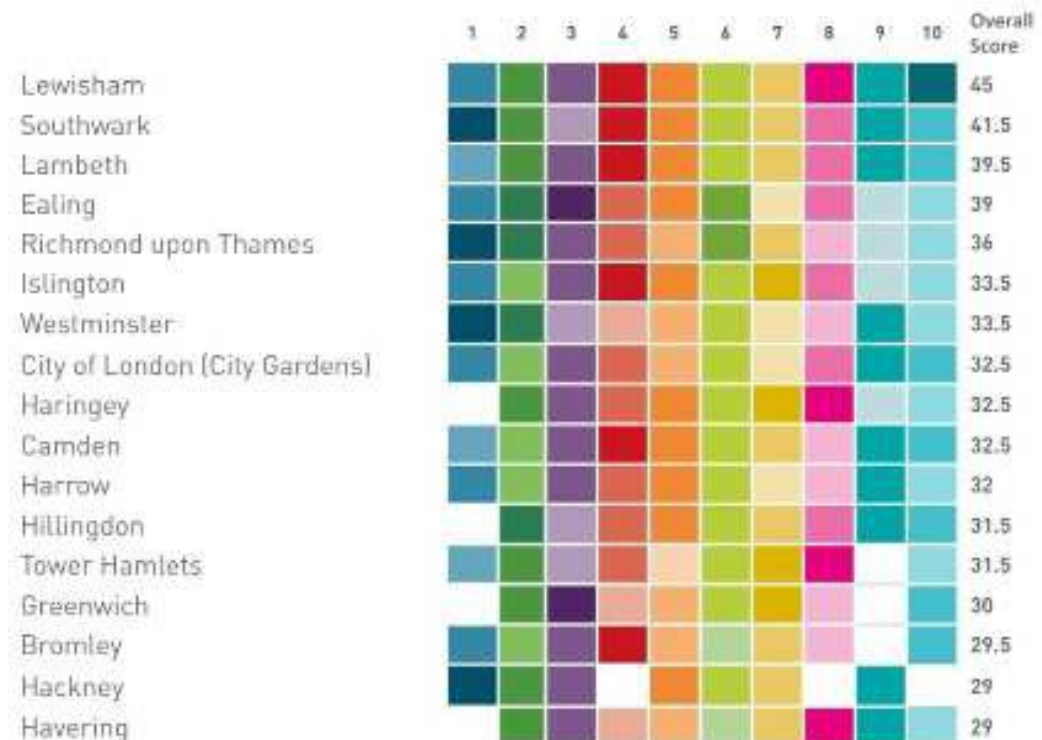 1 2 3 4 5 6 7 8 9 10 Overall Score
Lewisham 45
Southwark 41.5
Lambeth 39.5
Ealing 39
Richmond upon Thames 36
Islington 33.5
Westminster 33.5
City of London (City Gardens) 32.5
Haringey 32.5
Camden 32.5
Harrow 32
Hillingdon 31.5
Tower Hamlets 31.5
Greenwich 30
Bromley 29.5
Hackney 29
Havering 29